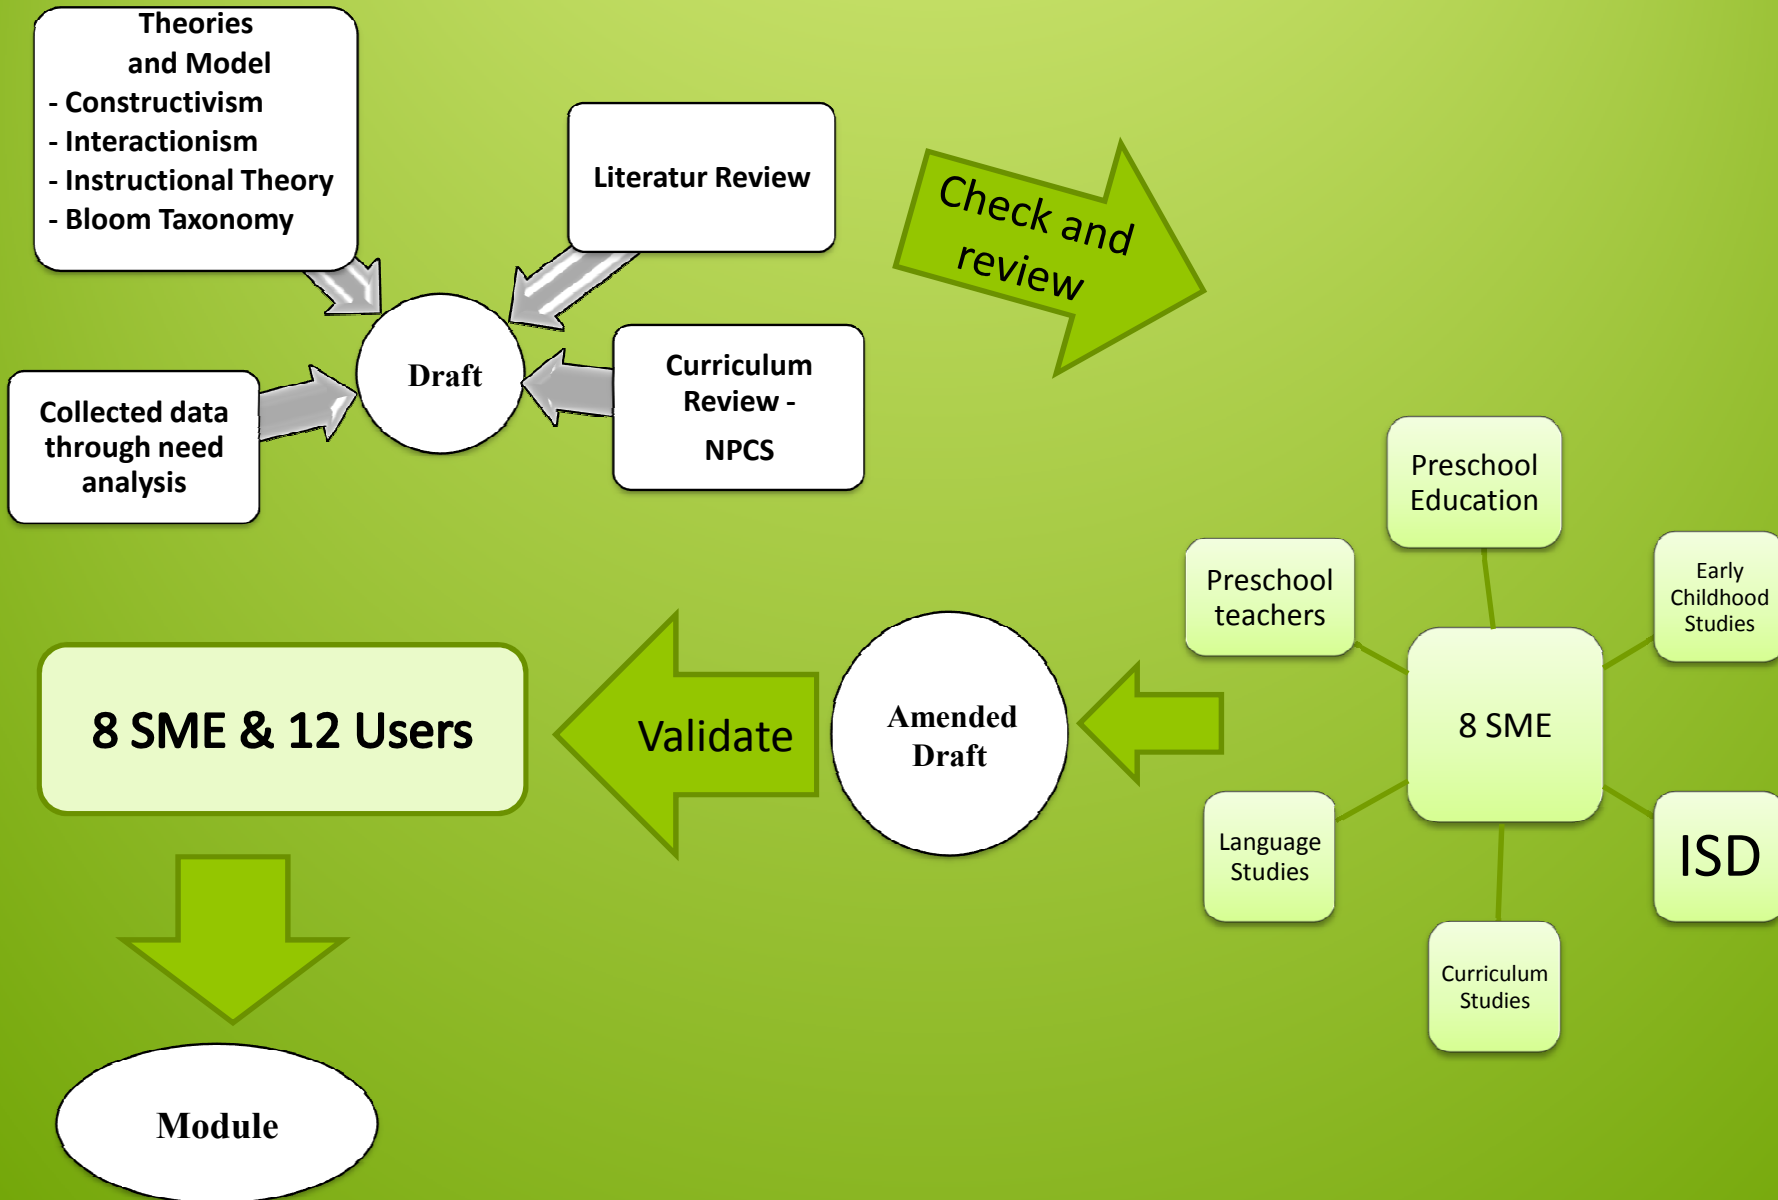 Theories
and Model
- Constructivism
- Interactionism
- Instructional Theory
- Bloom Taxonomy
Literatur Review
Check and
review
Draft
Collected data
through need
analysis
Curriculum
Review -
NPCS
Preschool
Education
Preschool
teachers
Early
Childhood
Studies
8 SME
Language
Studies
ISD
Curriculum
Studies
Amended
Draft
Validate
8 SME & 12 Users
Module